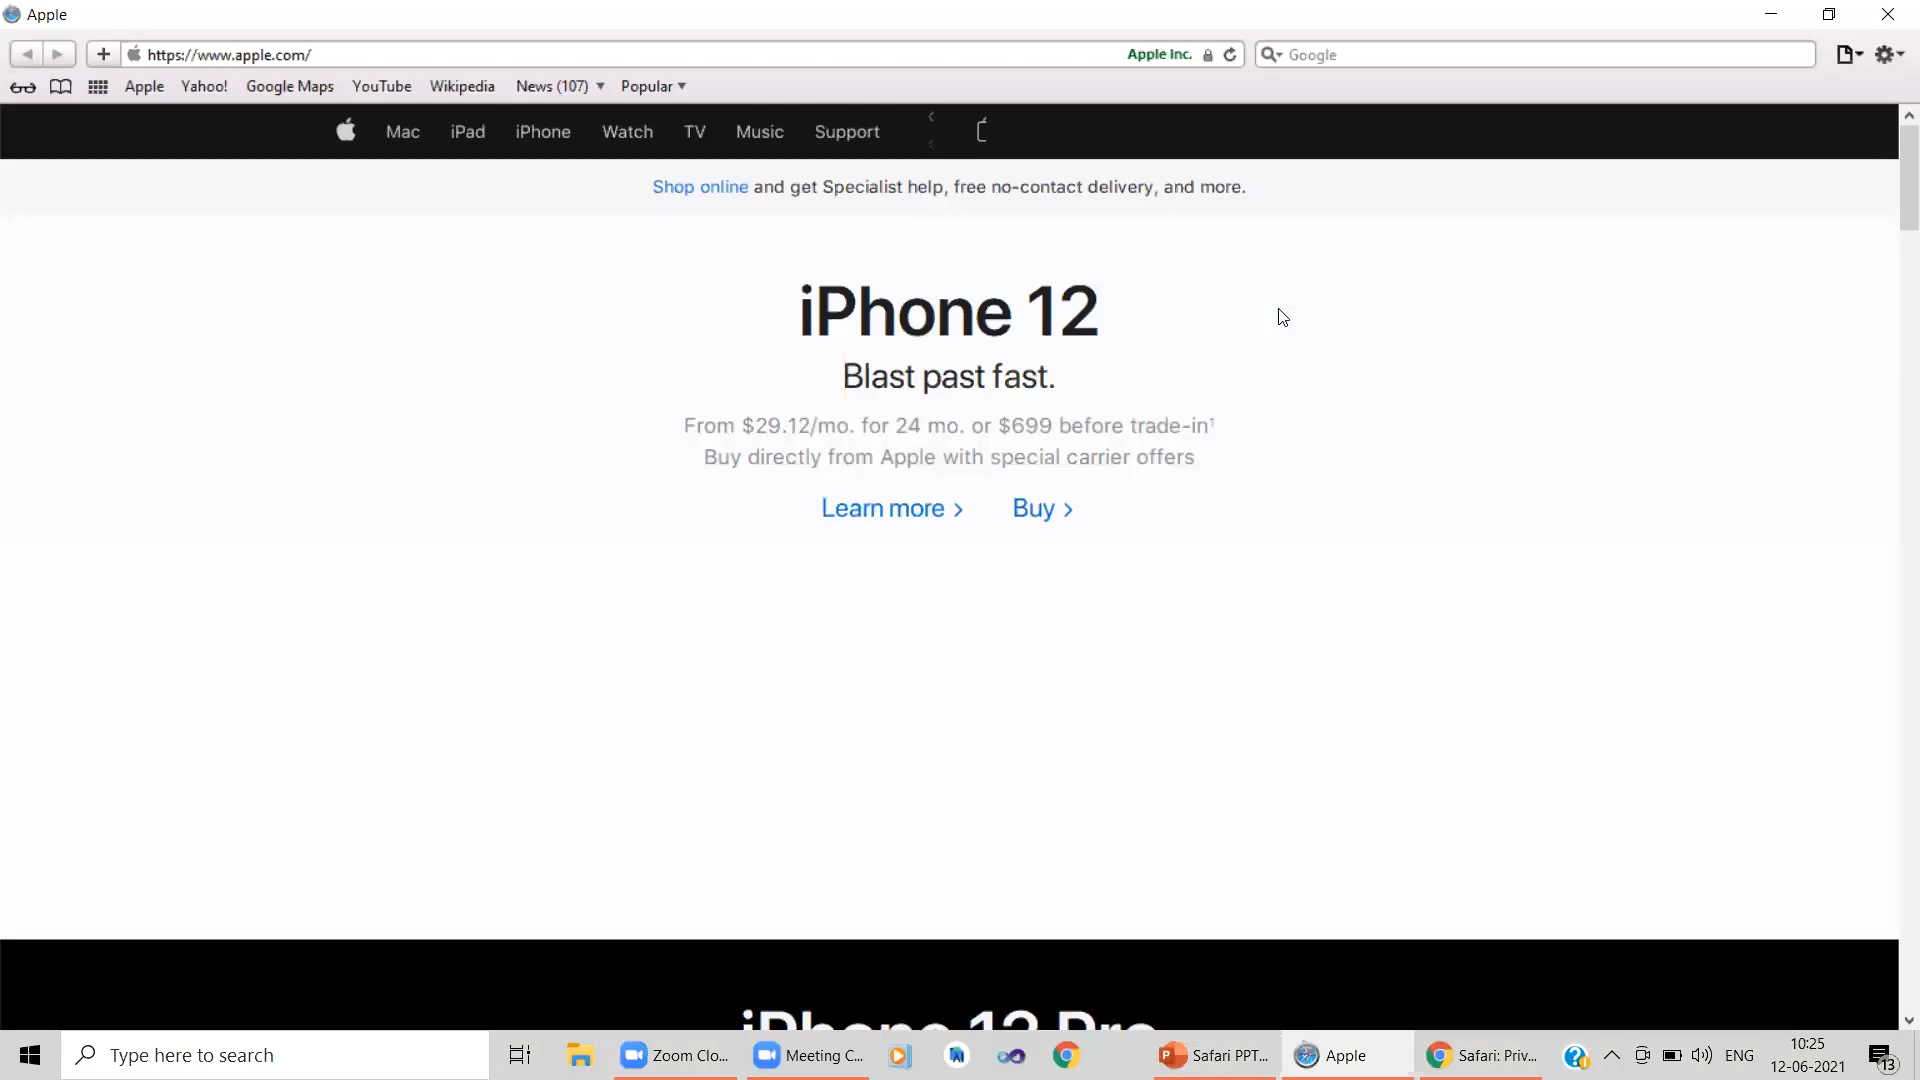 Apple
https://www.apple.com/
Apple Inc.
Google
Apple Yahoo! Google Maps YouTube Wikipedia News (107) Popular
Mac iPad iPhone Watch TV Music Support
Shop online and get Specialist help, free no-contact delivery, and more.
iPhone 12
Blast past fast.
From $29.12/mo. for 24 mo. or $699 before trade-in¹
Buy directly from Apple with special carrier offers
Learn more > Buy >
iPhone 12 Pro
Type here to search
Zoom Clo...
Meeting C...
Safari PPT...
Apple
Safari: Priv...
ENG
10:25
12-06-2021
13